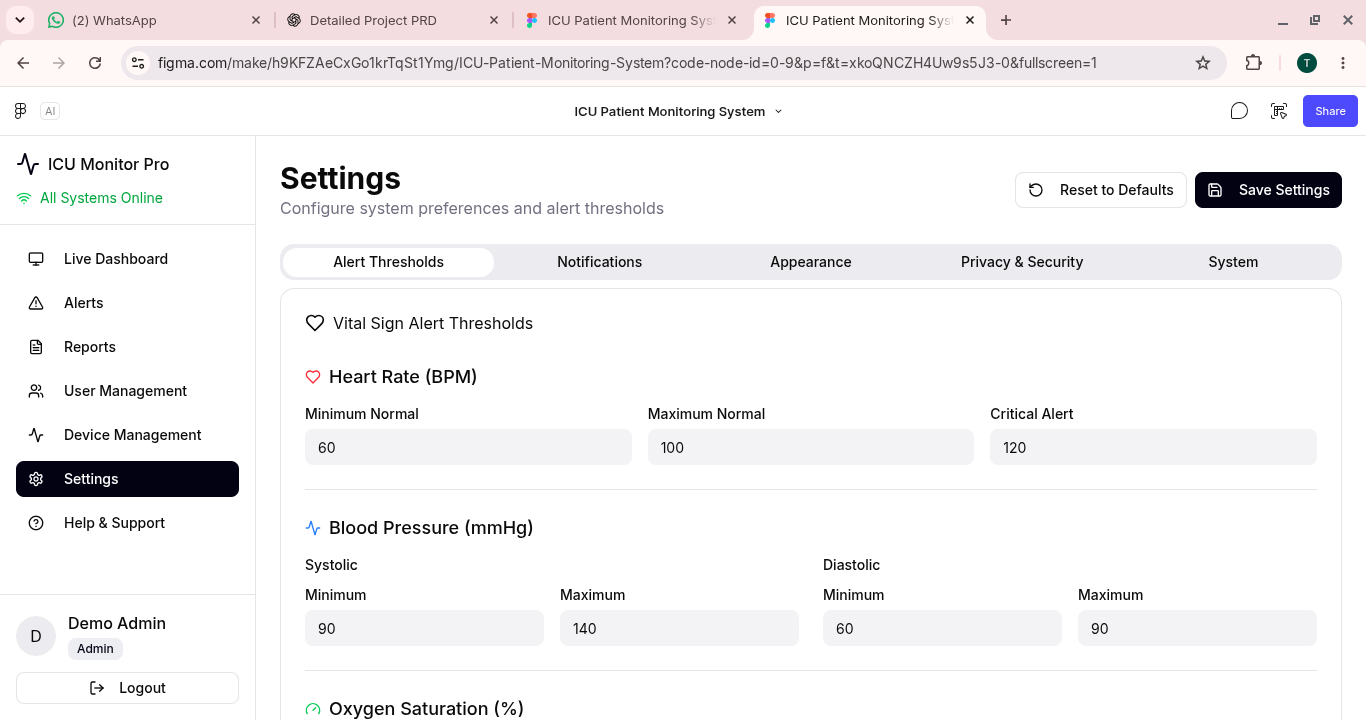 (2) WhatsApp
Detailed Project PRD
ICU Patient Monitoring Sys
ICU Patient Monitoring Sys
figma.com/make/h9KFZAeCxGo1krTqSt1Ymg/ICU-Patient-Monitoring-System?code-node-id=0-9&p=f&t=xkoQNCZH4Uw9s5J3-0&fullscreen=1
T
AI
ICU Patient Monitoring System
Share
ICU Monitor Pro
All Systems Online
Live Dashboard
Alerts
Reports
User Management
Device Management
Settings
Help & Support
D
Demo Admin
Admin
Logout
Settings
Configure system preferences and alert thresholds
Reset to Defaults
Save Settings
Alert Thresholds
Notifications
Appearance
Privacy & Security
System
Vital Sign Alert Thresholds
Heart Rate (BPM)
Minimum Normal
Maximum Normal
Critical Alert
60
100
120
Blood Pressure (mmHg)
Systolic
Diastolic
Minimum
Maximum
Minimum
Maximum
90
140
60
90
Oxygen Saturation (%)